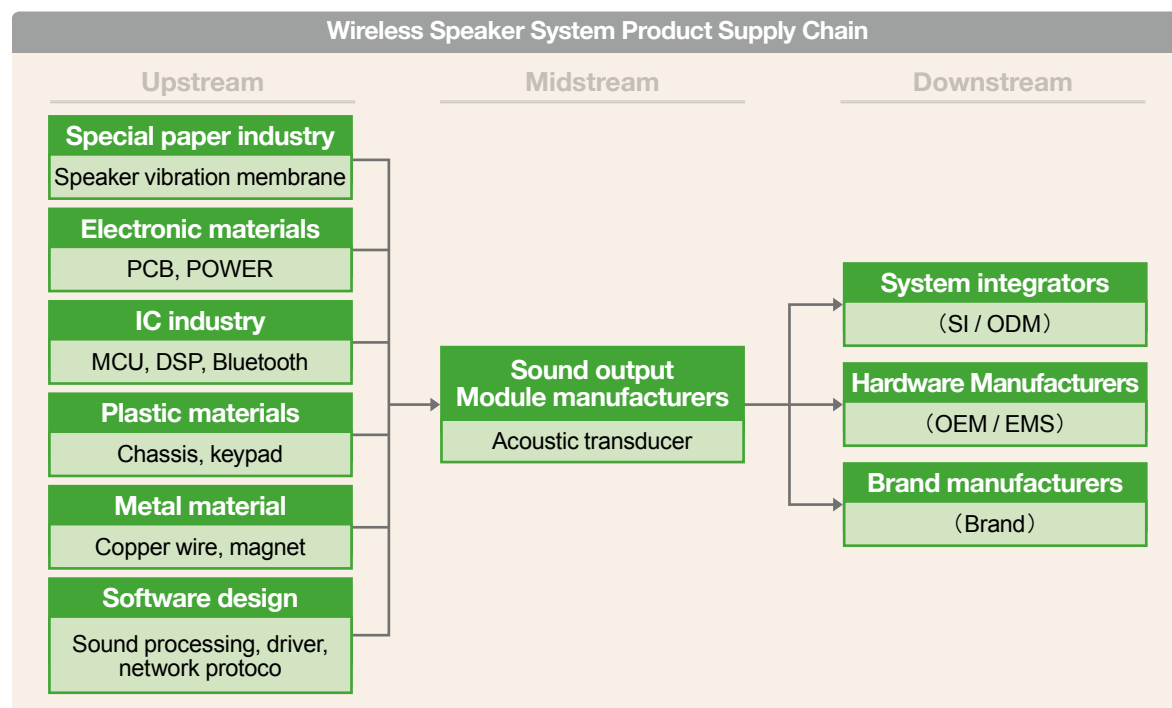 Wireless Speaker System Product Supply Chain
Upstream
Special paper industry
Speaker vibration membrane
Electronic materials
PCB, POWER
IC industry
MCU, DSP, Bluetooth
Plastic materials
Chassis, keypad
Metal material
Copper wire, magnet
Software design
Sound processing, driver,
network protoco
Midstream
Sound output
Module manufacturers
Acoustic transducer
Downstream
System integrators
（SI / ODM）
Hardware Manufacturers
（OEM / EMS）
Brand manufacturers
（Brand）